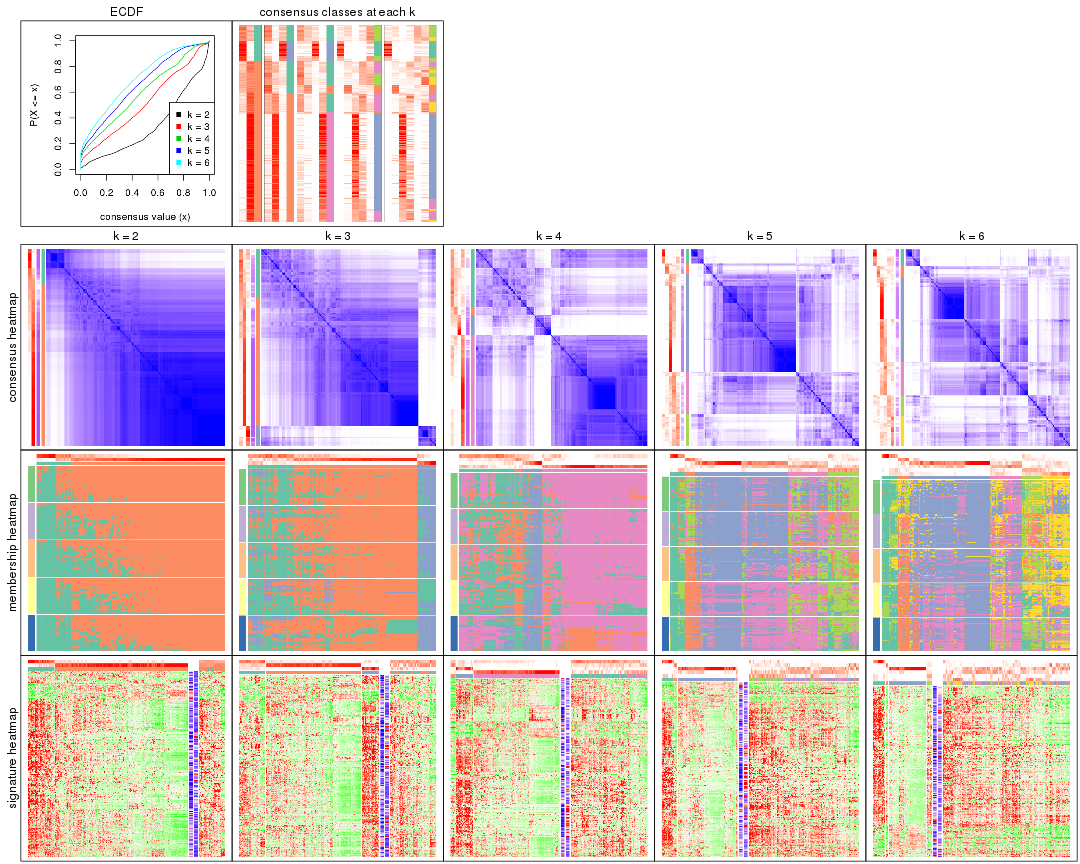 ECDF
consensus classes at each k
P(X <= x)
1.0
0.8
0.6
0.4
0.2
0.0
k = 2
k = 3
k = 4
k = 5
k = 6
0.0 0.2 0.4 0.6 0.8 1.0
consensus value (x)
k = 2
k = 3
k = 4
k = 5
k = 6
consensus heatmap
membership heatmap
signature heatmap